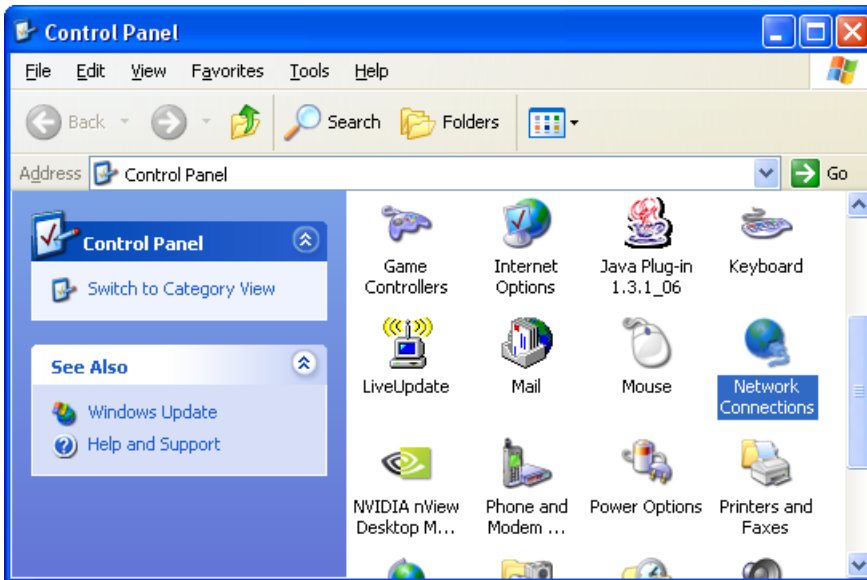 Control Panel
File Edit View Favorites Tools Help
Back Search Folders
Address Control Panel Go
Control Panel
Switch to Category View
See Also
Windows Update
Help and Support
Game
Controllers
Internet
Options
Java Plug-in
1.3.1_06
Keyboard
LiveUpdate
Mail
Mouse
Network
Connections
NVIDIA nView
Desktop M...
Phone and
Modem ...
Power Options
Printers and
Faxes